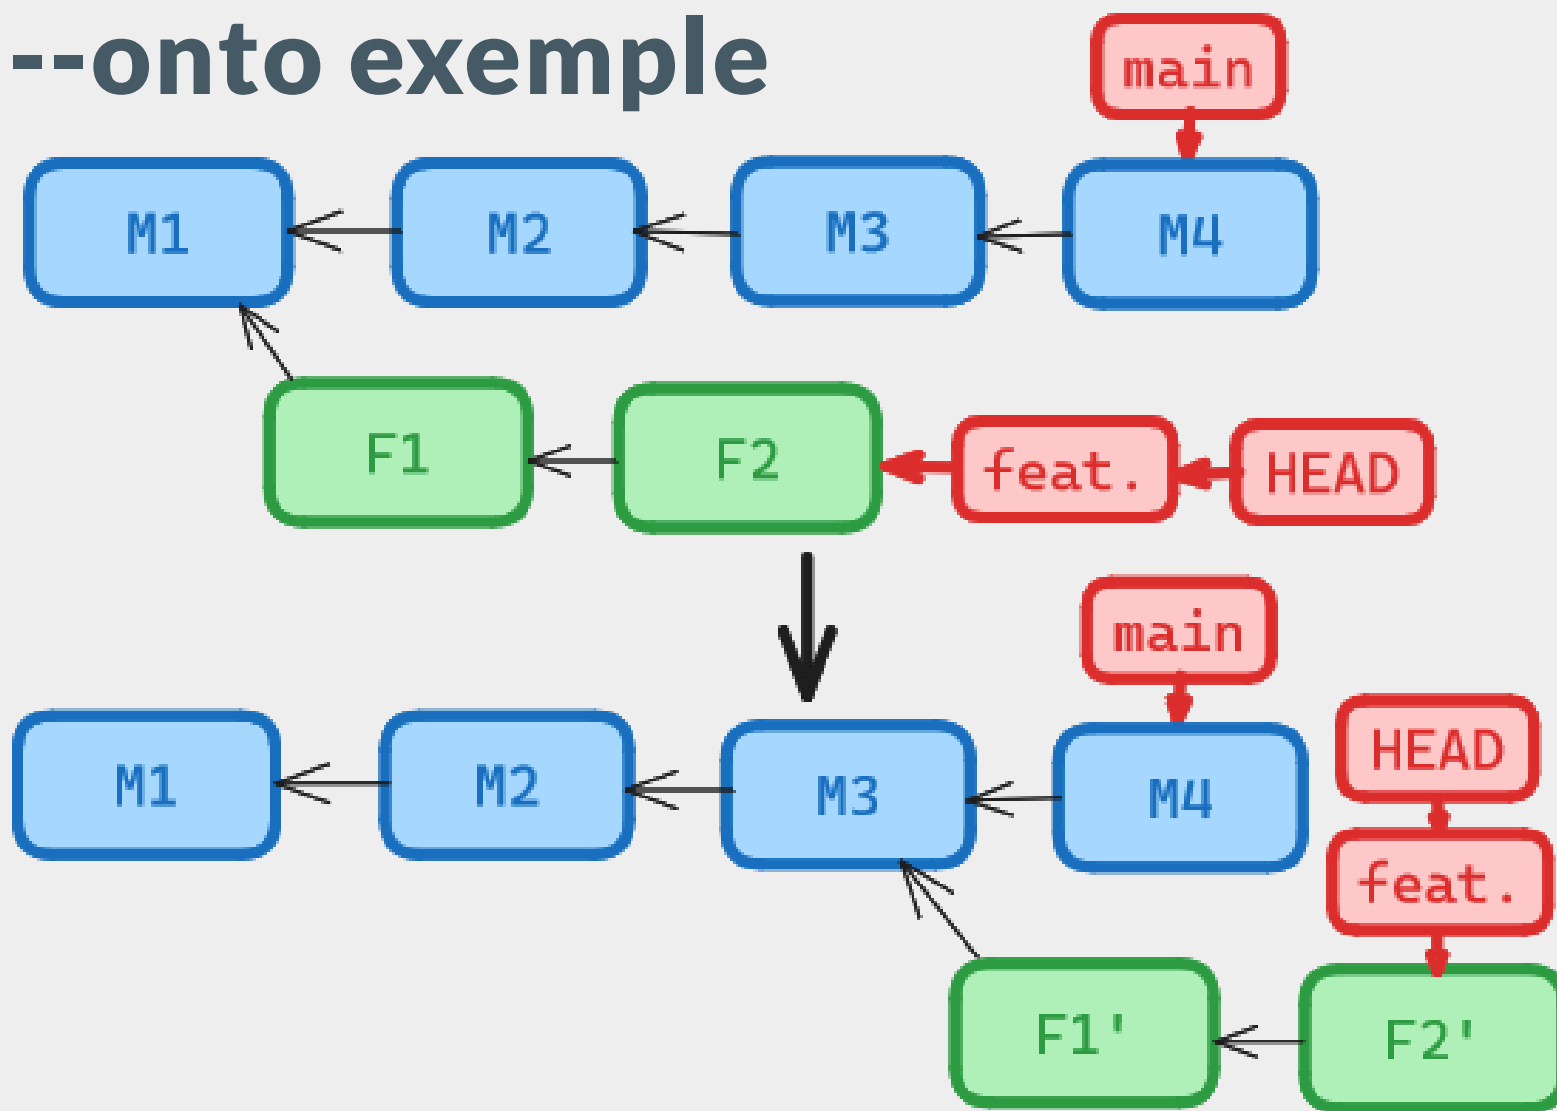 --onto exemple
main
M1 M2 M3 M4
F1 F2 feat. HEAD
main
HEAD
M1 M2 M3 M4
feat.
F1' F2'